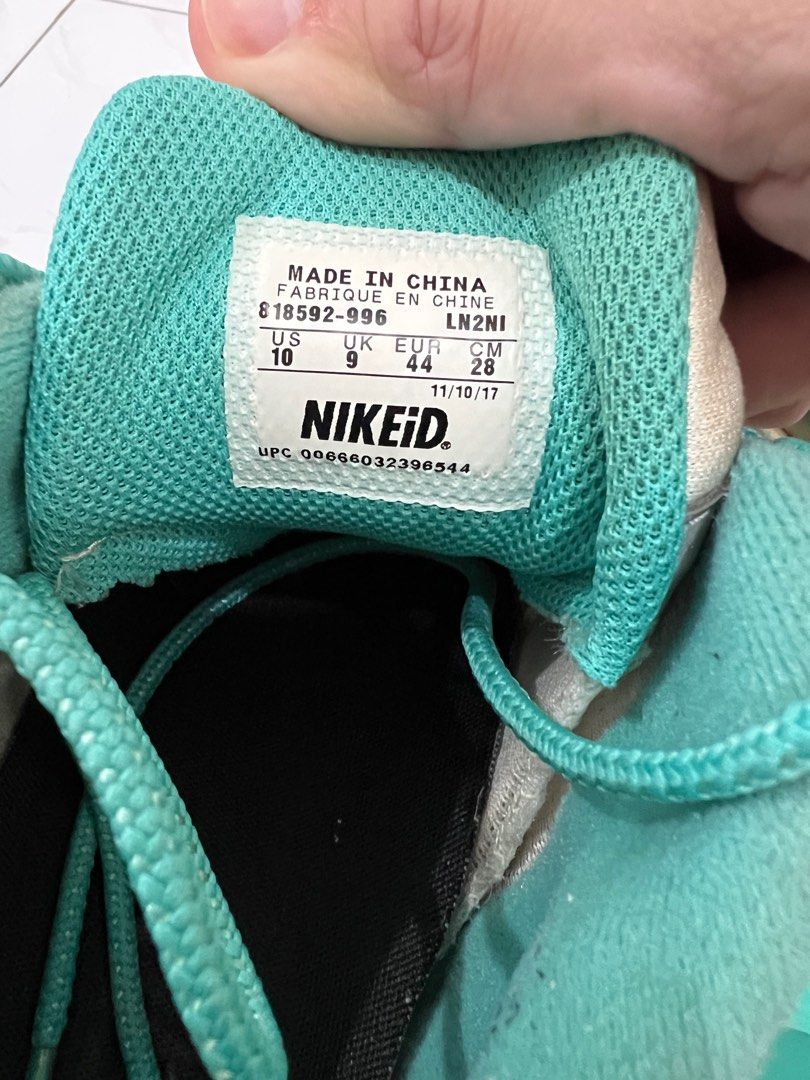 MADE IN CHINA
FABRIQUE EN CHINE
818592-996 LN2NI
US UK EUR CM
10 9 44 28
11/10/17
NIKEiD.
UPC 00666032396544